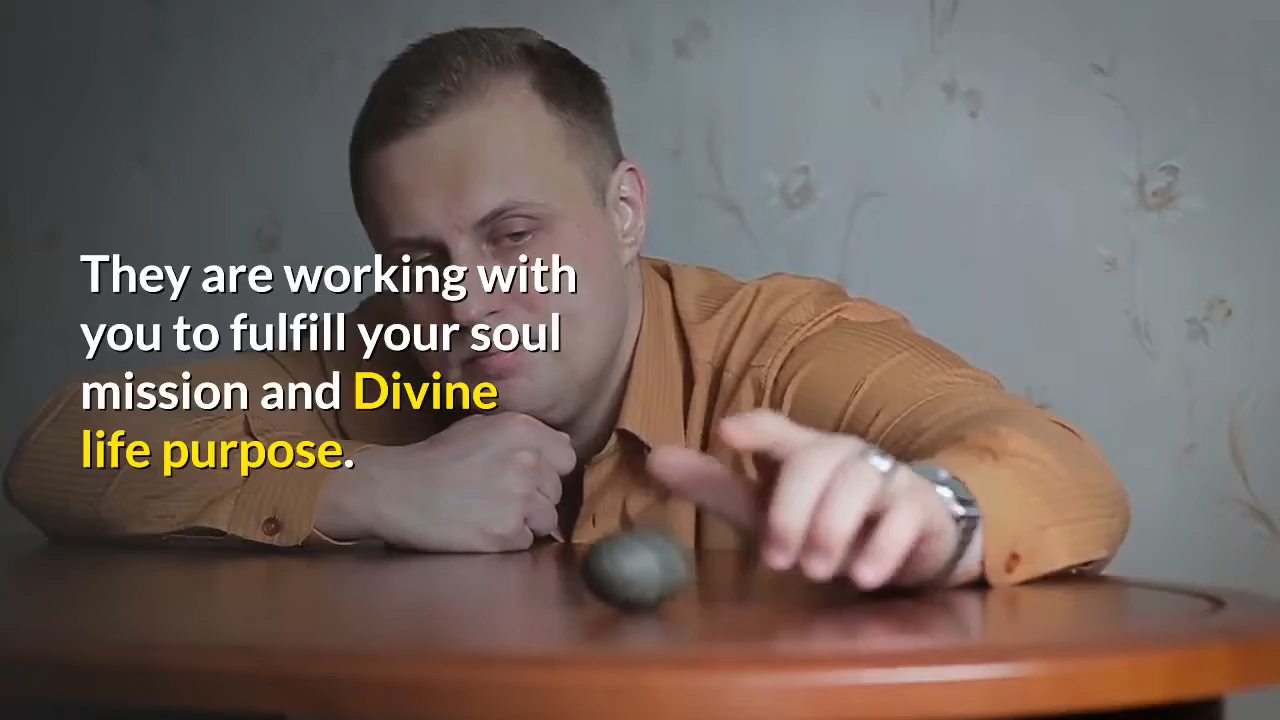 They are working with
you to fulfill your soul
mission and Divine
life purpose.